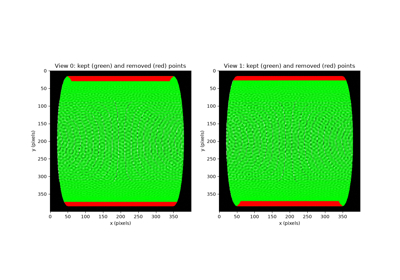 View 0: kept (green) and removed (red) points
View 1: kept (green) and removed (red) points
0
50
100
150
200
250
300
350
y (pixels)
0 50 100 150 200 250 300 350
x (pixels)
0
50
100
150
200
250
300
350
y (pixels)
0 50 100 150 200 250 300 350
x (pixels)